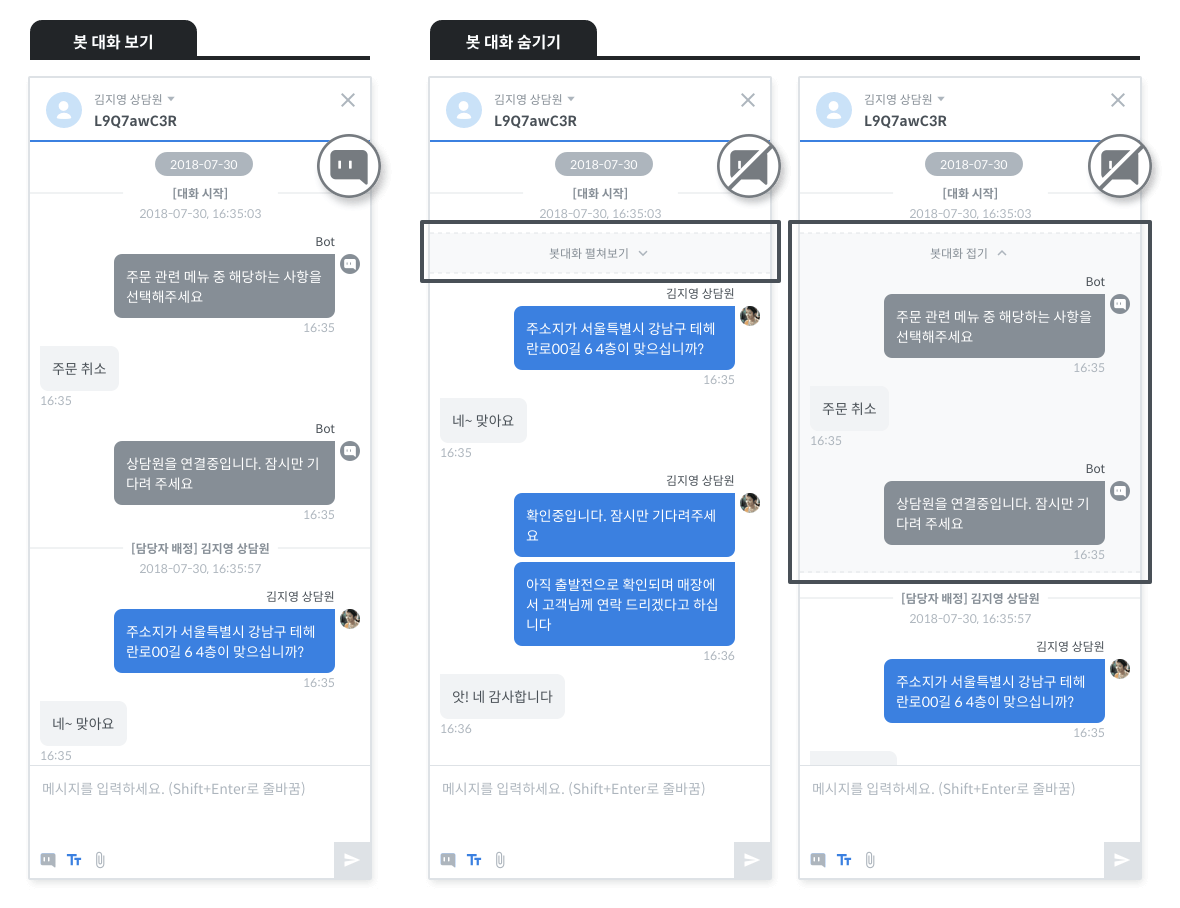 봇 대화 보기
김지영 상담원
L9Q7awC3R
2018-07-30
[대화 시작]
2018-07-30, 16:35:03
Bot
주문 관련 메뉴 중 해당하는 사항을
선택해주세요
16:35
주문 취소
16:35
Bot
상담원을 연결중입니다. 잠시만 기
다려 주세요
16:35
[담당자 배정] 김지영 상담원
2018-07-30, 16:35:57
김지영 상담원
주소지가 서울특별시 강남구 테헤
란로00길 6 4층이 맞으십니까?
16:35
네~ 맞아요
16:35
메시지를 입력하세요. (Shift+Enter로 줄바꿈)
TT
봇 대화 숨기기
김지영 상담원
L9Q7awC3R
2018-07-30
[대화 시작]
2018-07-30, 16:35:03
봇대화 펼쳐보기
김지영 상담원
주소지가 서울특별시 강남구 테헤
란로00길 6 4층이 맞으십니까?
16:35
네~ 맞아요
16:35
김지영 상담원
확인중입니다. 잠시만 기다려주세
요
아직 출발전으로 확인되며 매장에
서 고객님께 연락 드리겠다고 하십
니다
16:36
앗! 네 감사합니다
16:36
메시지를 입력하세요. (Shift+Enter로 줄바꿈)
TT
김지영 상담원
L9Q7awC3R
2018-07-30
[대화 시작]
2018-07-30, 16:35:03
봇대화 접기
Bot
주문 관련 메뉴 중 해당하는 사항을
선택해주세요
16:35
주문 취소
16:35
Bot
상담원을 연결중입니다. 잠시만 기
다려 주세요
16:35
[담당자 배정] 김지영 상담원
2018-07-30, 16:35:57
김지영 상담원
주소지가 서울특별시 강남구 테헤
란로00길 6 4층이 맞으십니까?
16:35
메시지를 입력하세요. (Shift+Enter로 줄바꿈)
TT